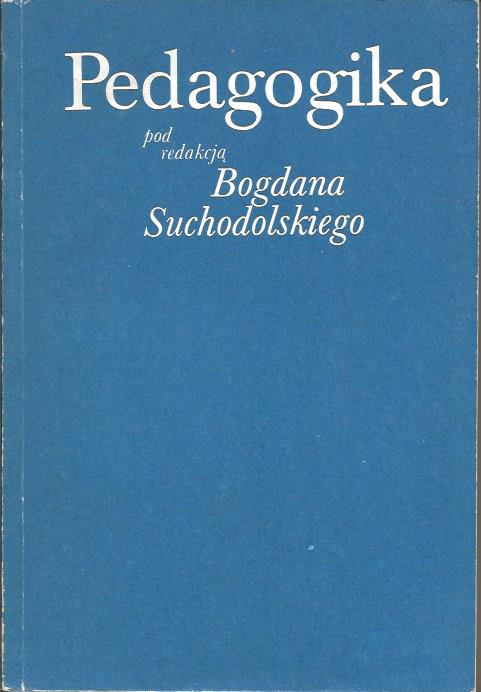 Pedagogika
pod
redakcją
Bogdana
Suchodolskiego